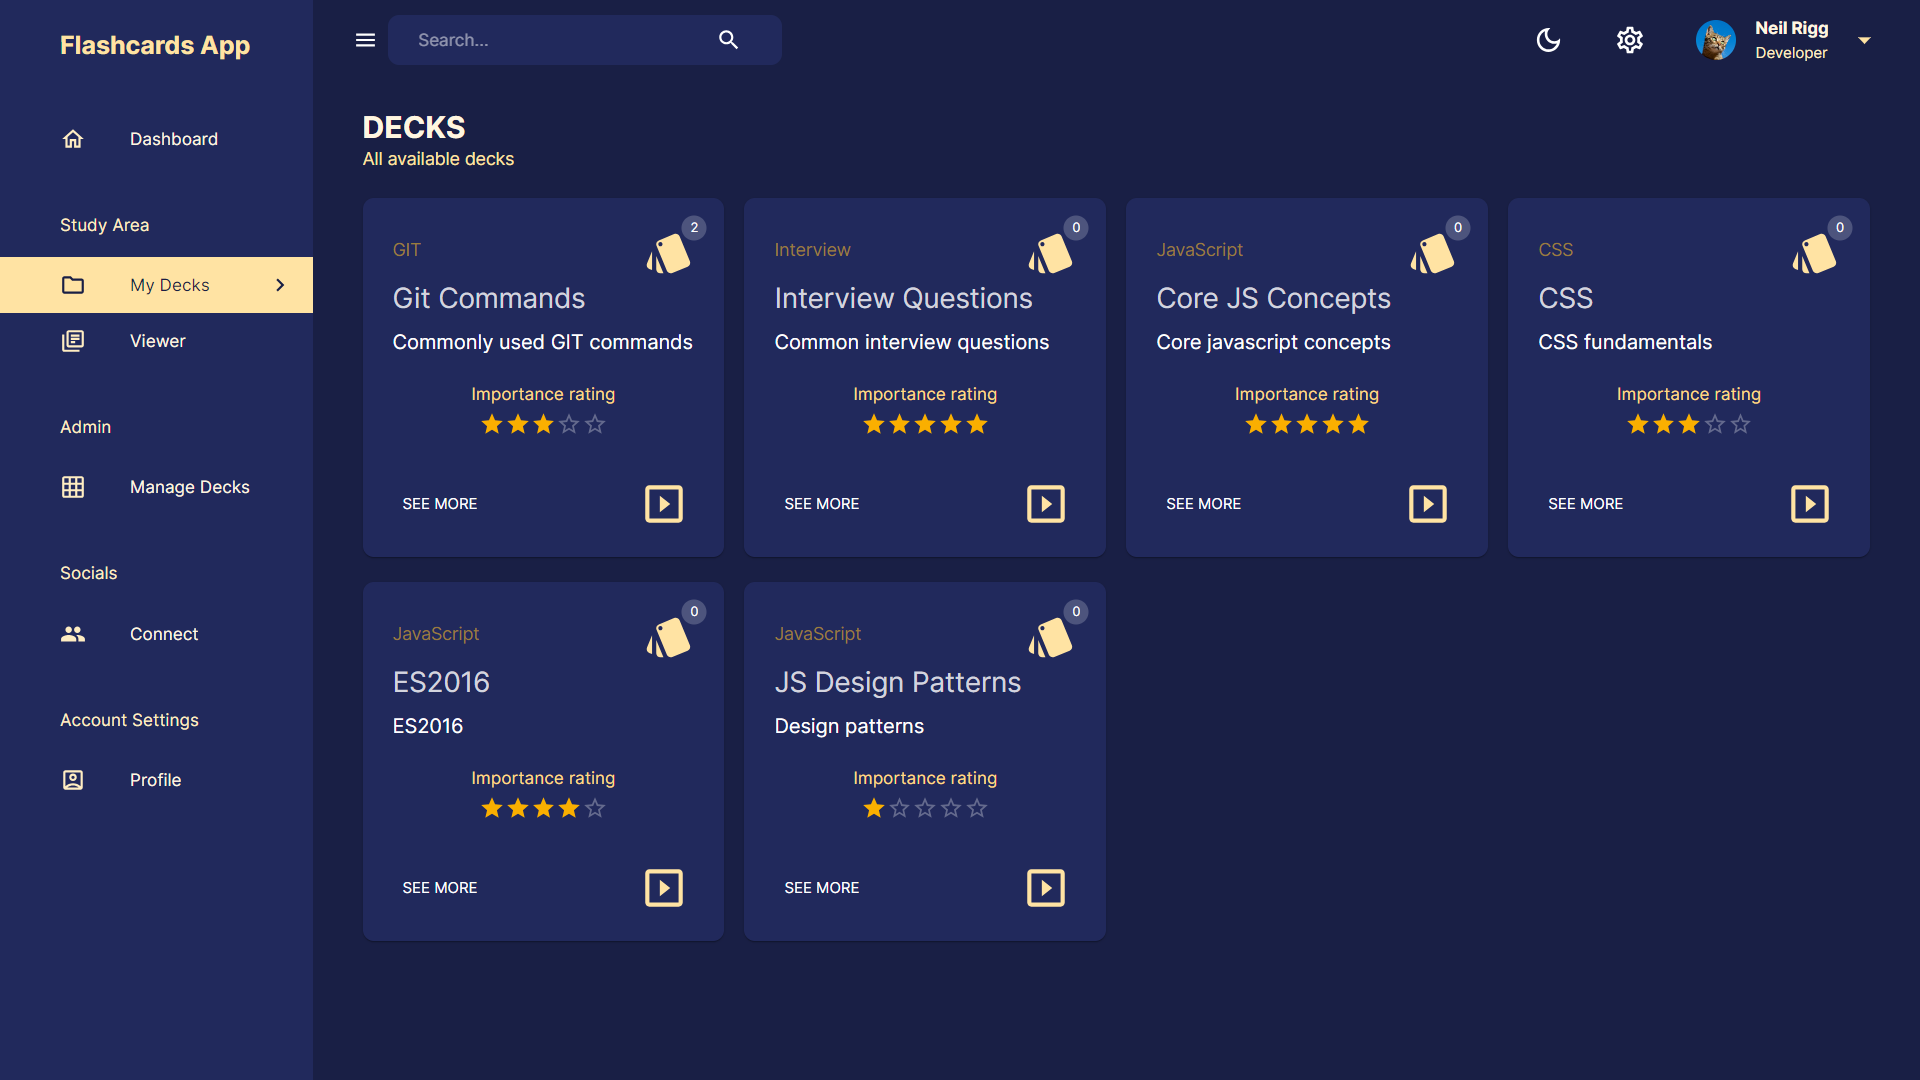 Flashcards App
Search...
Neil Rigg
Developer
Dashboard
Study Area
My Decks
Viewer
Admin
Manage Decks
Socials
Connect
Account Settings
Profile
DECKS
All available decks
2
GIT
Git Commands
Commonly used GIT commands
Importance rating
SEE MORE
0
Interview
Interview Questions
Common interview questions
Importance rating
SEE MORE
0
JavaScript
Core JS Concepts
Core javascript concepts
Importance rating
SEE MORE
0
CSS
CSS
CSS fundamentals
Importance rating
SEE MORE
0
JavaScript
ES2016
ES2016
Importance rating
SEE MORE
0
JavaScript
JS Design Patterns
Design patterns
Importance rating
SEE MORE